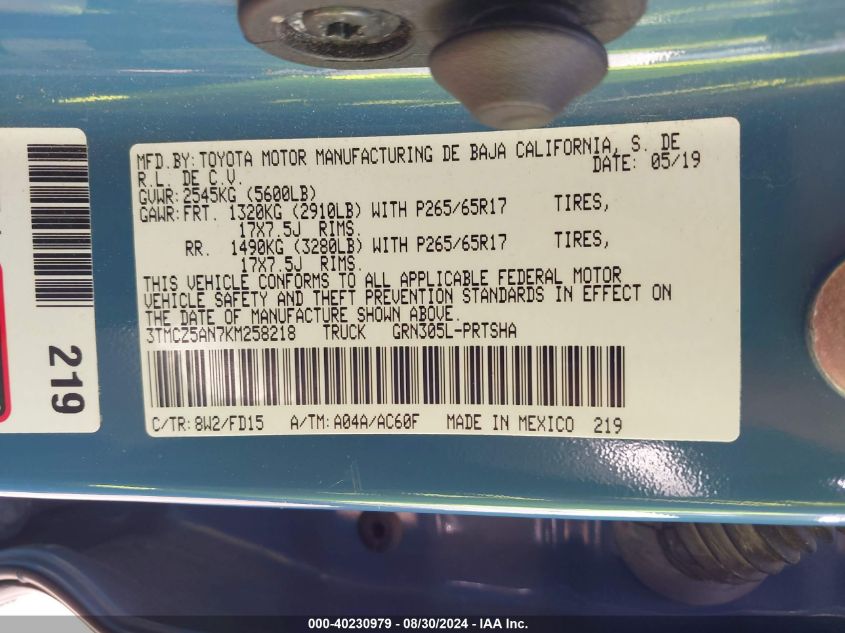 MFD.BY:TOYOTA MOTOR MANUFACTURING DE BAJA CALIFORNIA, S. DE
R.L. DE C.V. DATE: 05/19
GVWR:2545KG (5600LB)
GAWR:FRT. 1320KG (2910LB) WITH P265/65R17 TIRES,
17X7.5J RIMS.
RR. 1490KG (3280LB) WITH P265/65R17 TIRES,
17X7.5J RIMS.
THIS VEHICLE CONFORMS TO ALL APPLICABLE FEDERAL MOTOR
VEHICLE SAFETY AND THEFT PREVENTION STANDARDS IN EFFECT ON
THE DATE OF MANUFACTURE SHOWN ABOVE.
3TMCZ5AN7KM258218 TRUCK GRN305L-PRTSHA
C/TR:8W2/FD15 A/TM:A04A/AC60F MADE IN MEXICO 219
219
000-40230979 / 08/30/2024 - IAA Inc.